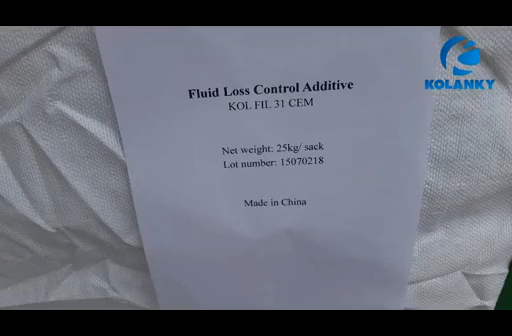 Fluid Loss Control Additive
KOL FIL 31 CEM
Net weight: 25kg/ sack
Lot number: 15070218
Made in China
KOLANKY